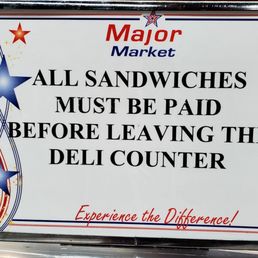 Major
Market
ALL SANDWICHES
MUST BE PAID
BEFORE LEAVING TH
DELI COUNTER
Experience the Difference!